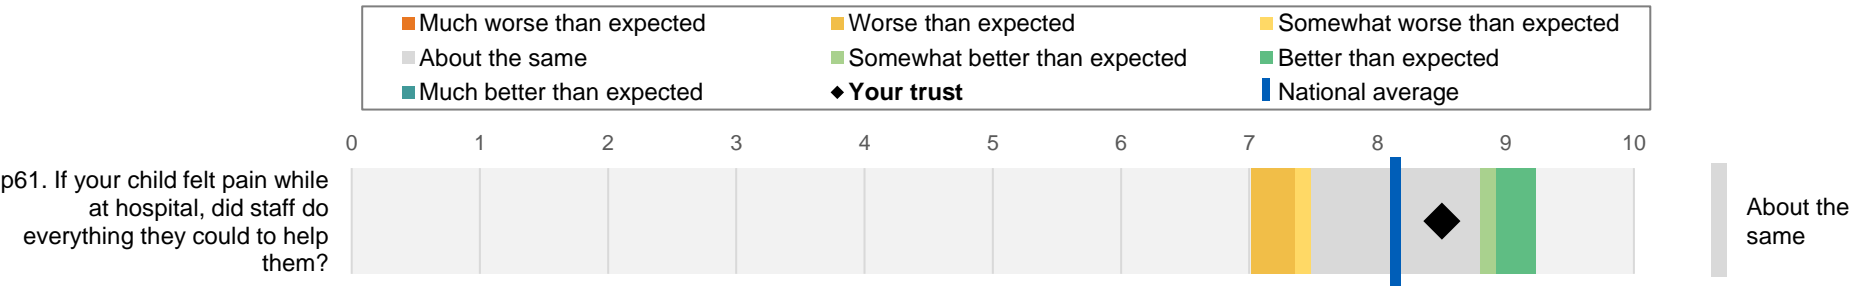 Much worse than expected
Worse than expected
Somewhat worse than expected
About the same
Somewhat better than expected
Better than expected
Much better than expected
Your trust
National average
0 1 2 3 4 5 6 7 8 9 10
p61. If your child felt pain while
at hospital, did staff do
everything they could to help
them?
About the
same